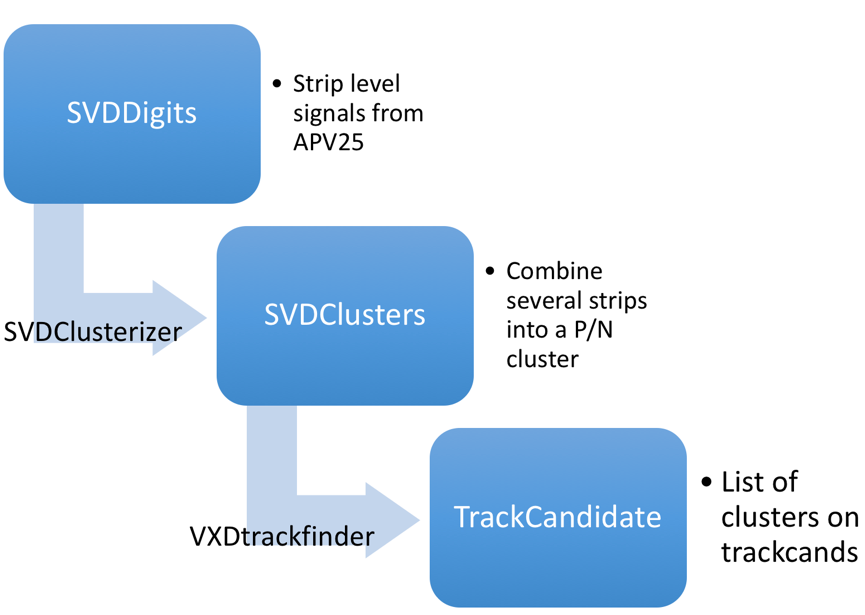 SVDDigits
• Strip level
signals from
APV25
SVDClusterizer
SVDClusters
• Combine
several strips
into a P/N
cluster
VXDtrackfinder
TrackCandidate
• List of
clusters on
trackcands